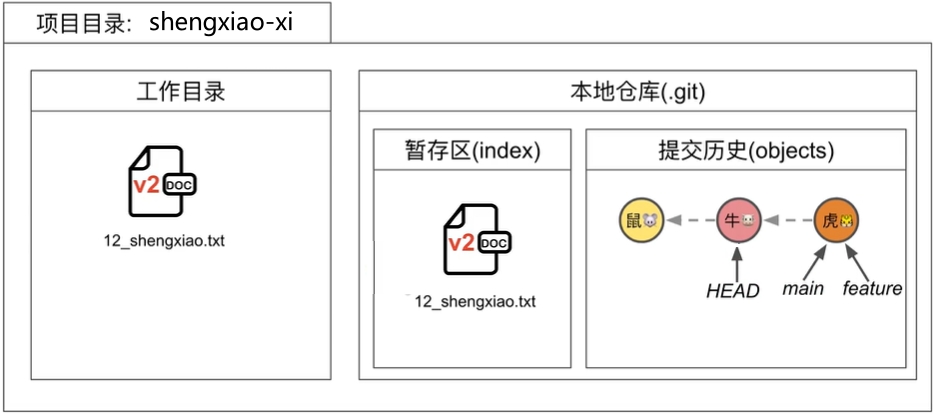 项目目录: shengxiao-xi
工作目录
本地仓库(.git)
暂存区(index)
提交历史(objects)
v2 DOC
12_shengxiao.txt
v2 DOC
12_shengxiao.txt
鼠 牛 虎
HEAD main feature